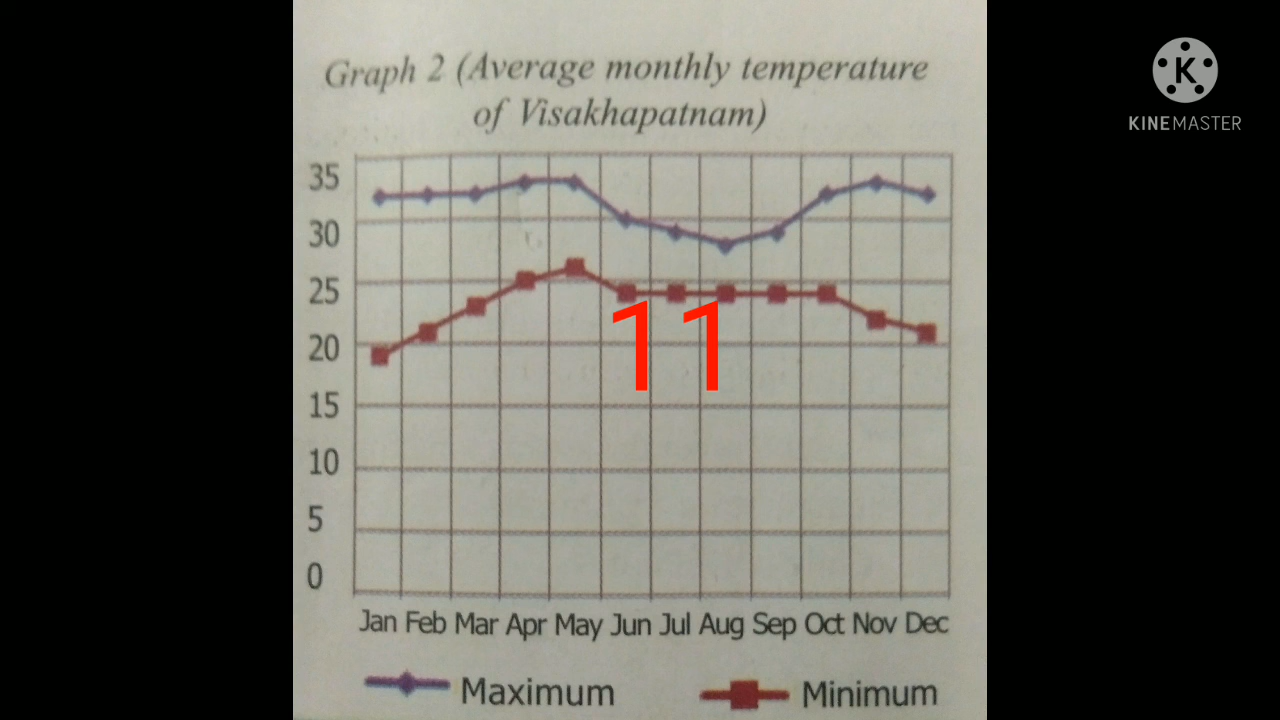 Graph 2 (Average monthly temperature
of Visakhapatnam)
K
KINEMASTER
35
30
25
11
20
15
10
5
0
Jan Feb Mar Apr May Jun Jul Aug Sep Oct Nov Dec
Maximum Minimum